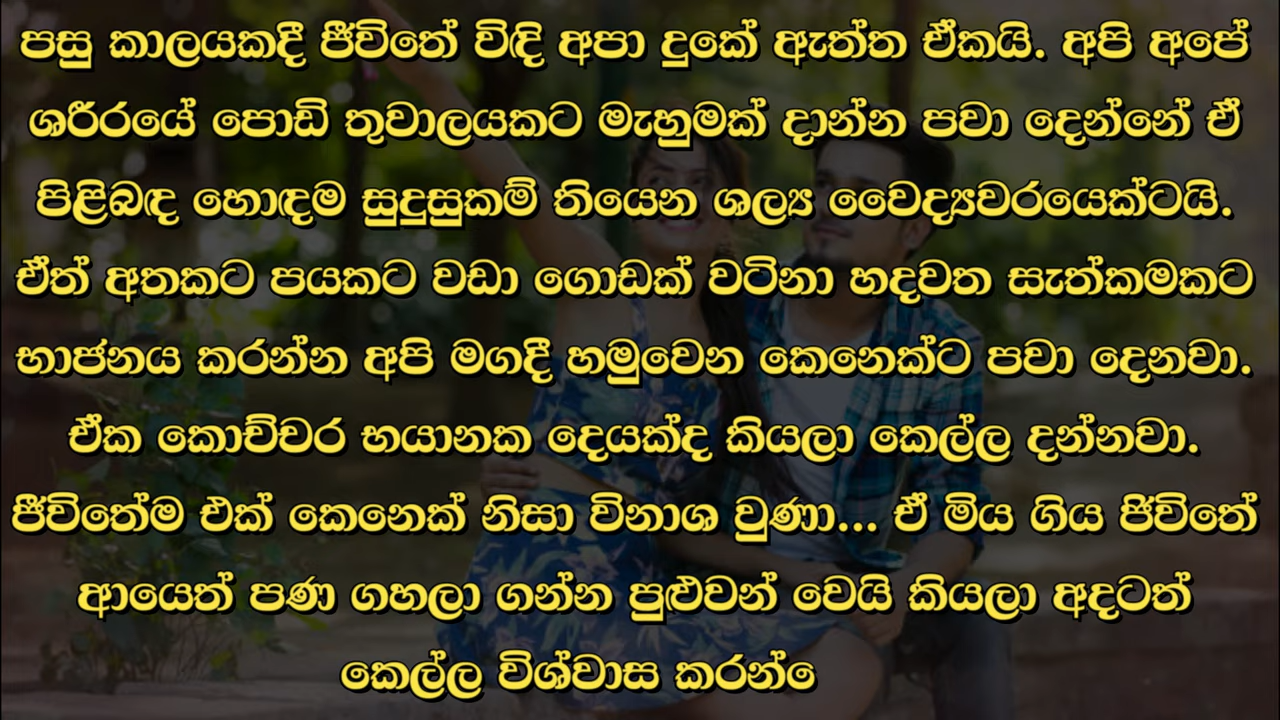 පසු කාලයකදී ජීවිතේ විඳි අපා දුකේ ඇත්ත ඒකයි. අපි අපේ
ශරීරයේ පොඩි තුවාලයකට මැහුමක් දාන්න පවා දෙන්නේ ඒ
පිළිබඳ හොඳම සුදුසුකම් තියෙන ශල්‍ය වෛද්‍යවරයෙක්ටයි.
ඒත් අතකට පයකට වඩා ගොඩක් වටිනා හදවත සැත්කමකට
භාජනය කරන්න අපි මගදී හමුවෙන කෙනෙක්ට පවා දෙනවා.
ඒක කොච්චර භයානක දෙයක්ද කියලා කෙල්ල දන්නවා.
ජීවිතේම එක් කෙනෙක් නිසා විනාශ වුණා... ඒ මිය ගිය ජිවිතේ
ආයෙත් පණ ගහලා ගන්න පුළුවන් වෙයි කියලා අදටත්
කෙල්ල විශ්වාස කරන්ෙ